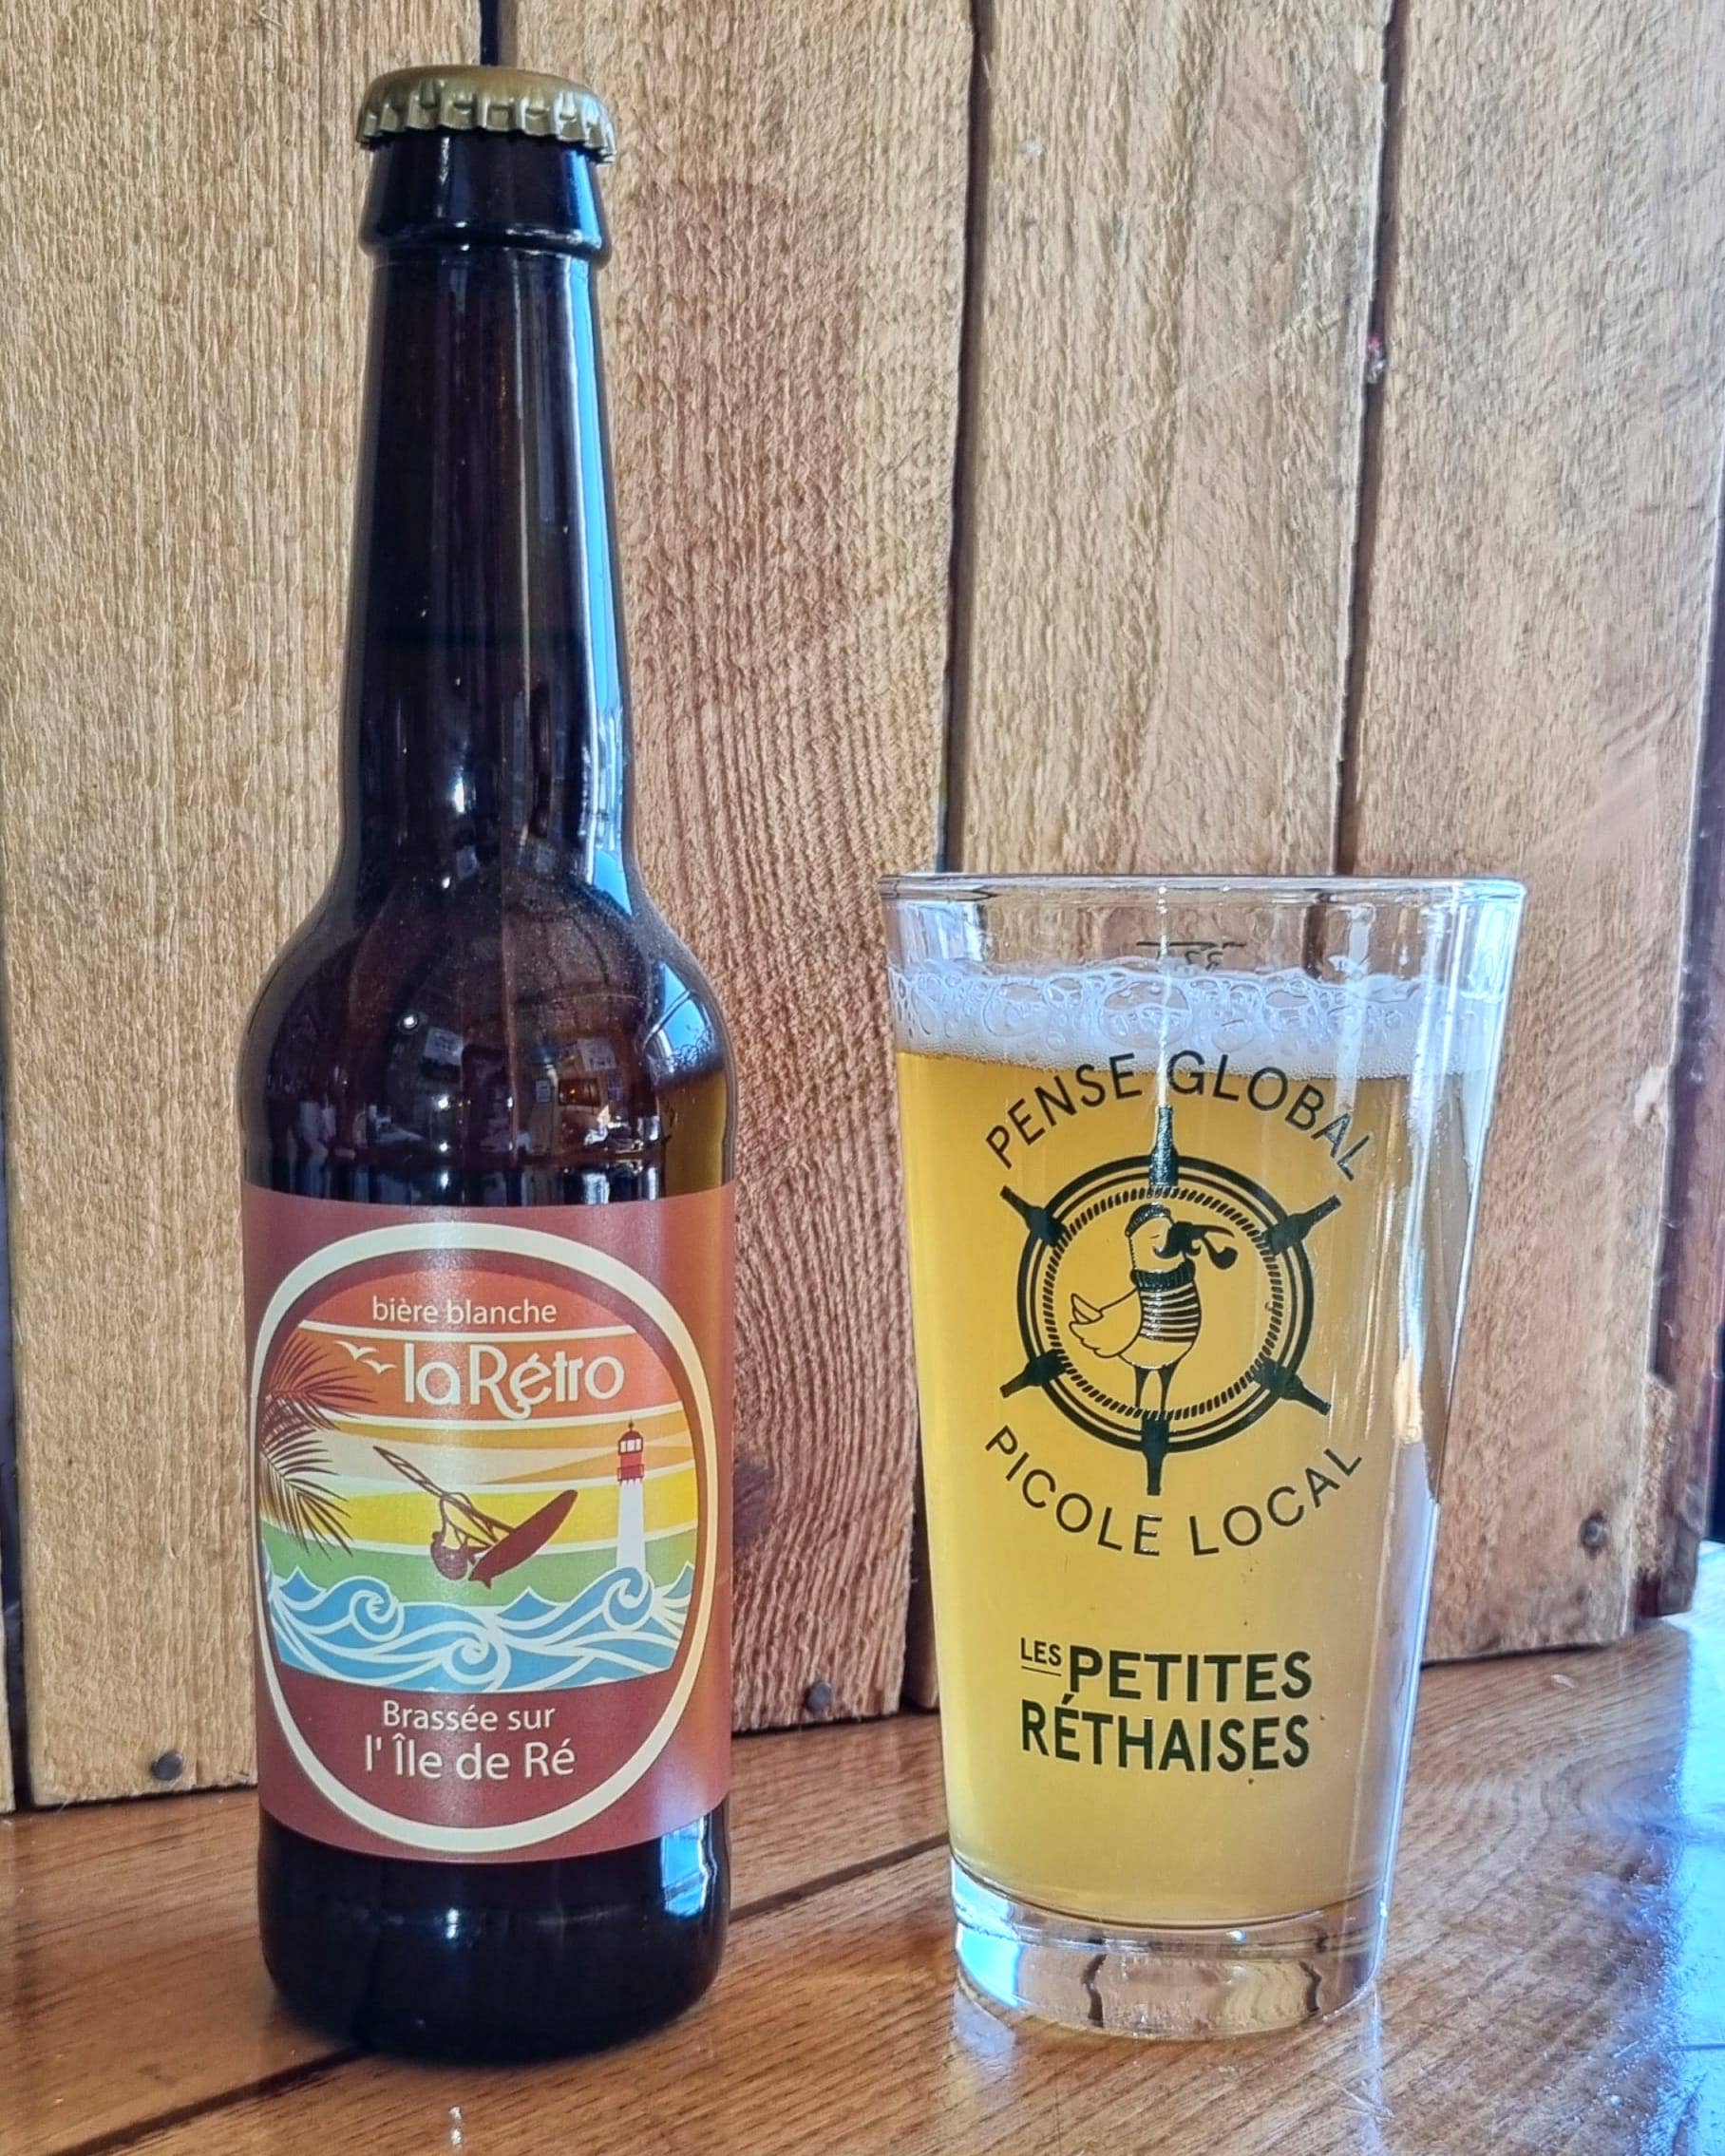 bière blanche
la Rétro
Brassée sur
l' Île de Ré
PENSE GLOBAL
PICOLE LOCAL
LES PETITES
RÉTHAISES